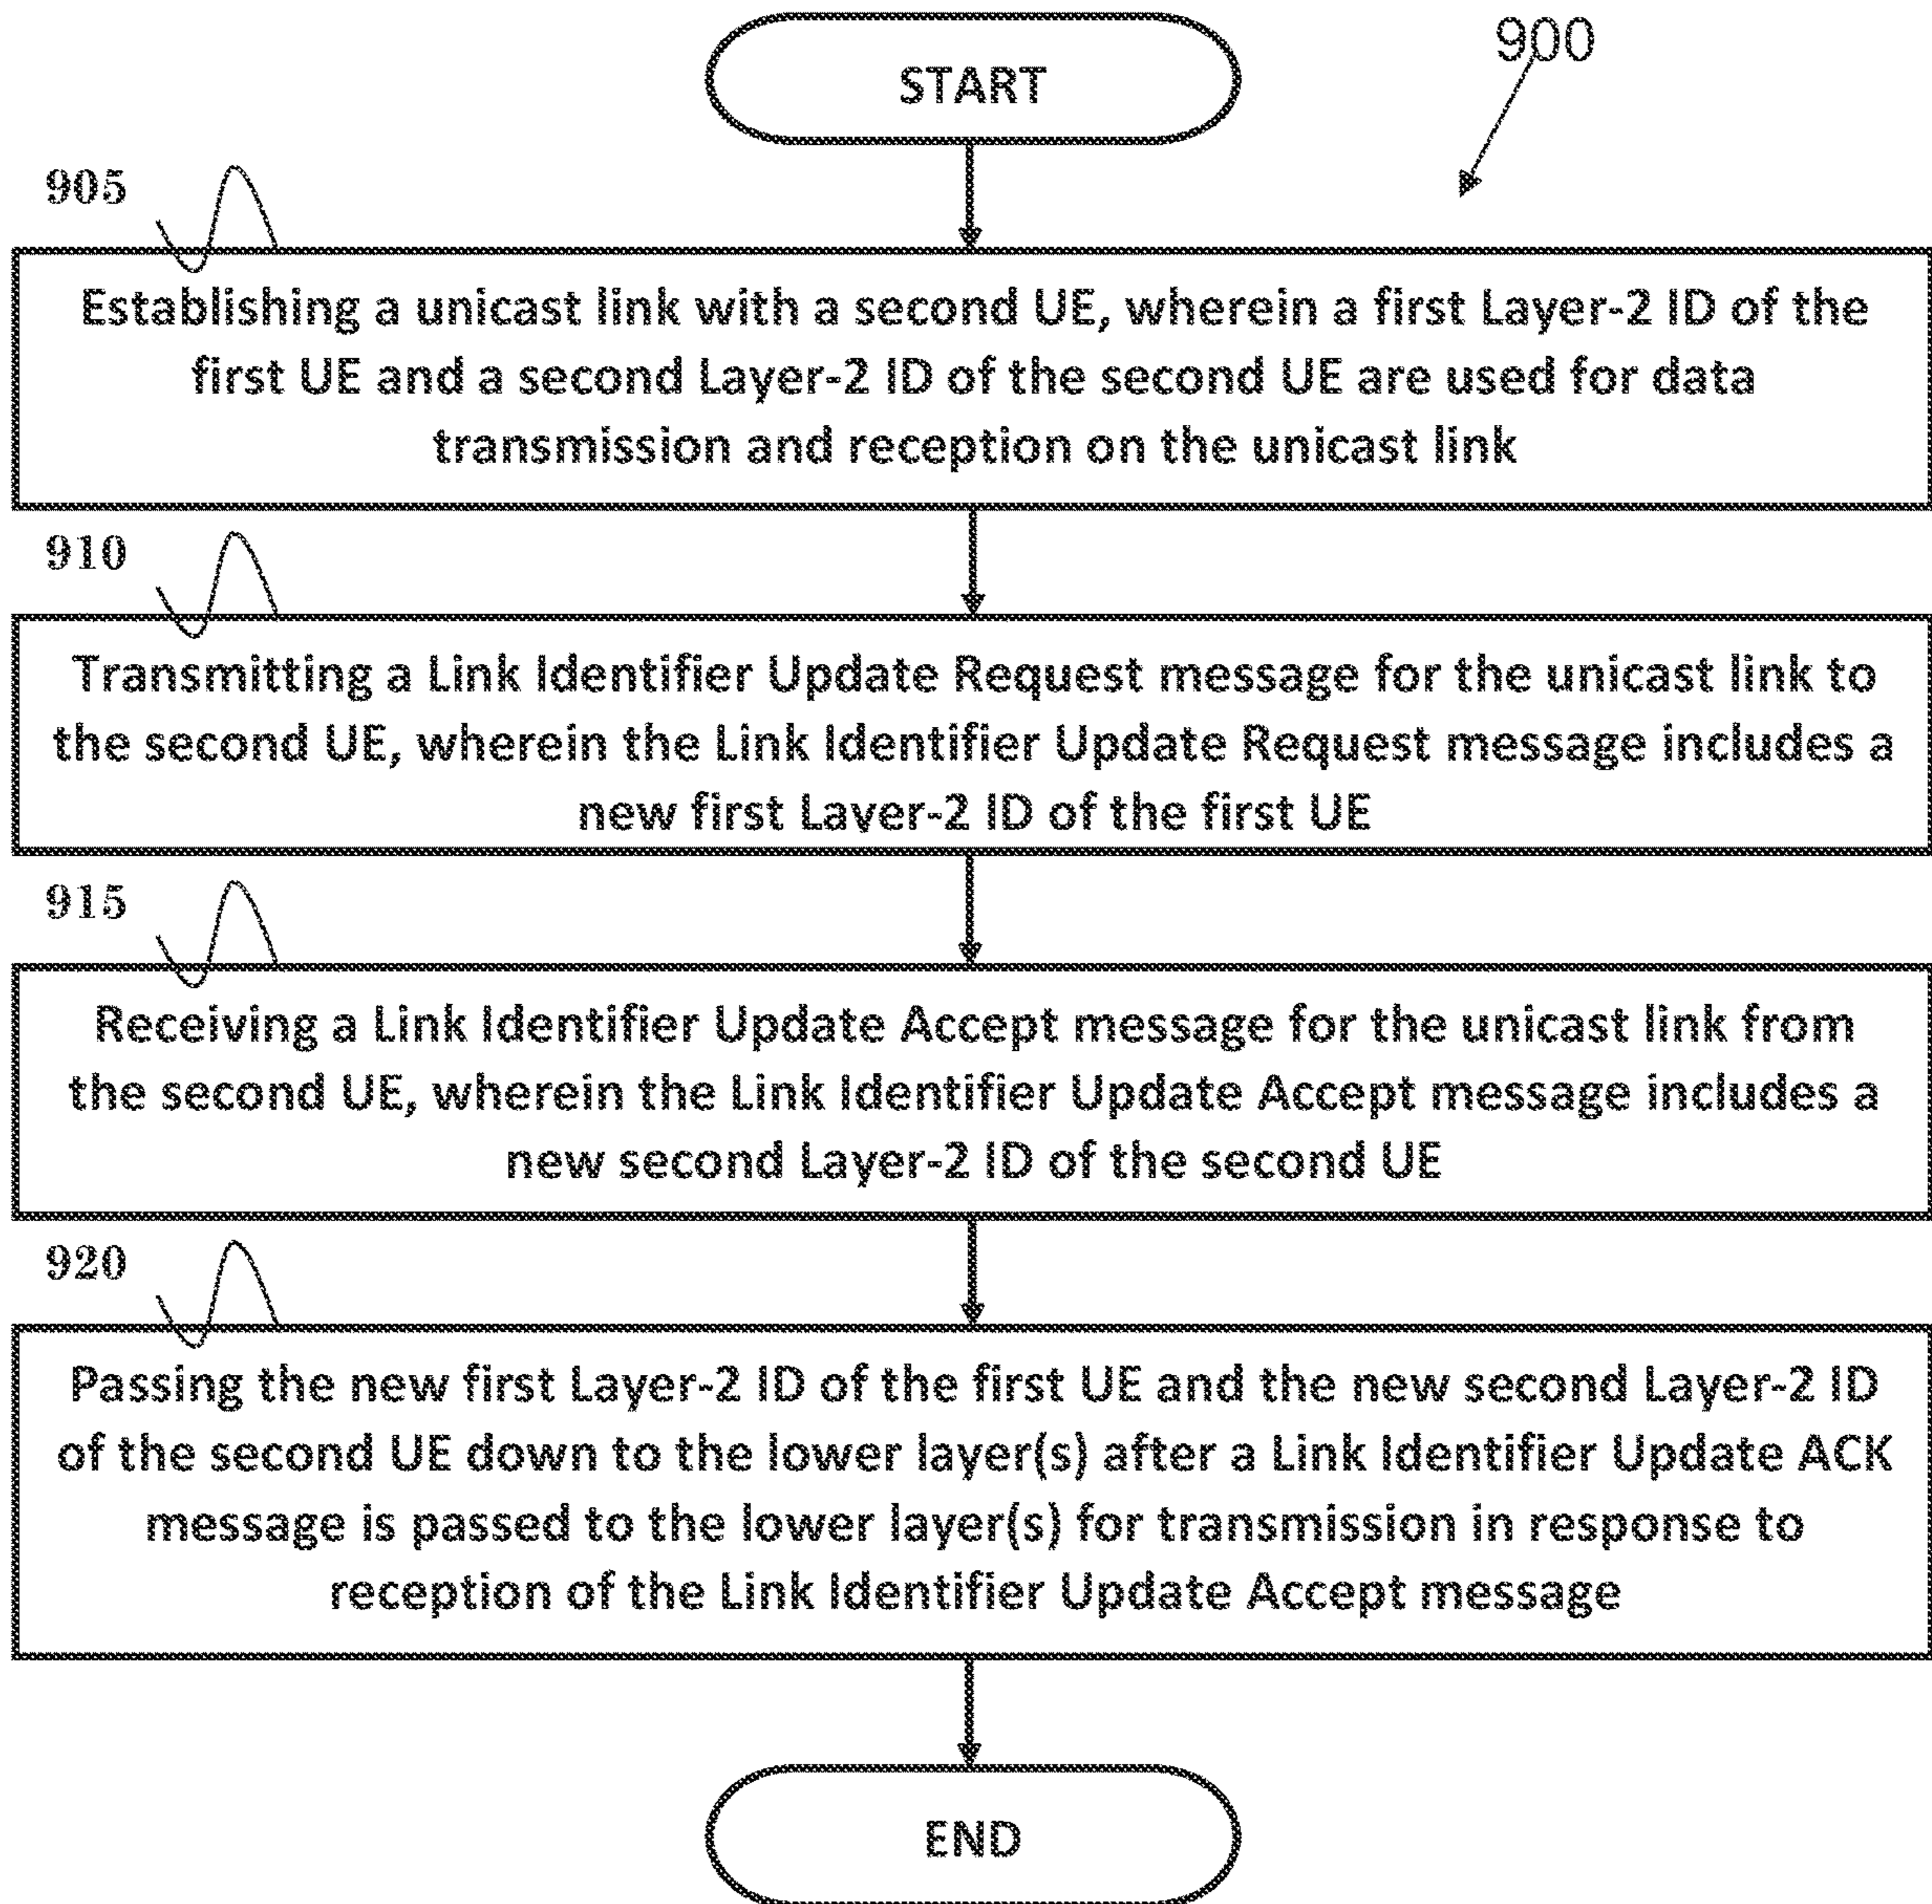 START
900
905
Establishing a unicast link with a second UE, wherein a first Layer-2 ID of the
first UE and a second Layer-2 ID of the second UE are used for data
transmission and reception on the unicast link
910
Transmitting a Link Identifier Update Request message for the unicast link to
the second UE, wherein the Link Identifier Update Request message includes a
new first Layer-2 ID of the first UE
915
Receiving a Link Identifier Update Accept message for the unicast link from
the second UE, wherein the Link Identifier Update Accept message includes a
new second Layer-2 ID of the second UE
920
Passing the new first Layer-2 ID of the first UE and the new second Layer-2 ID
of the second UE down to the lower layer(s) after a Link Identifier Update ACK
message is passed to the lower layer(s) for transmission in response to
reception of the Link Identifier Update Accept message
END